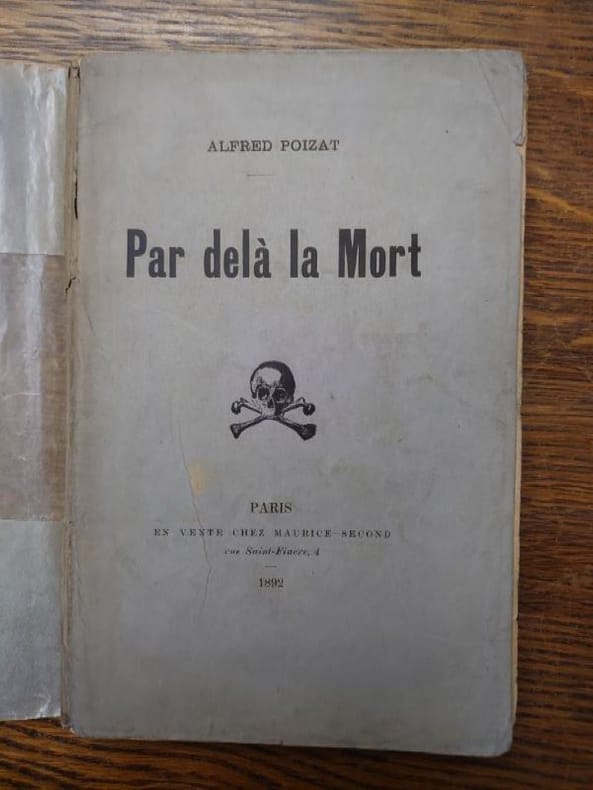 ALFRED POIZAT
Par delà la Mort
PARIS
EN VENTE CHEZ MAURICE SECOND
rue Saint-Fiacre, 4
1892